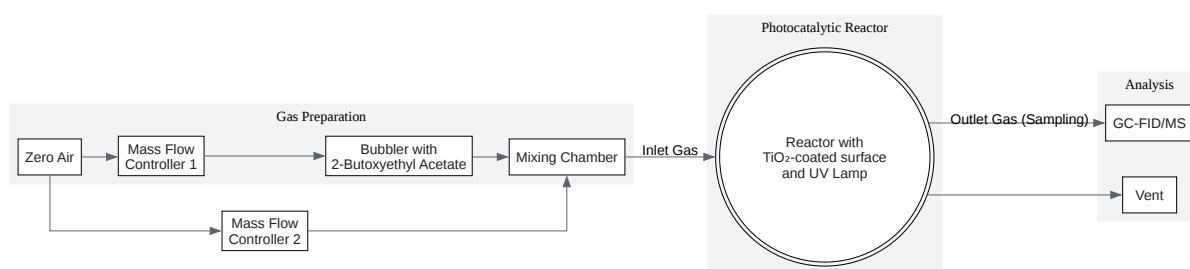 Photocatalytic Reactor
Analysis
Gas Preparation
Zero Air
Mass Flow
Controller 1
Bubbler with
2-Butoxyethyl Acetate
Mixing Chamber
Inlet Gas
Reactor with
TiO₂-coated surface
and UV Lamp
Outlet Gas (Sampling)
GC-FID/MS
Vent
Mass Flow
Controller 2